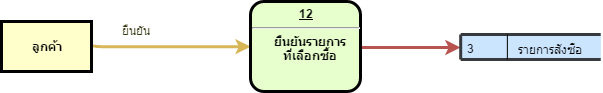 ลูกค้า
ยืนยัน
12
ยืนยันรายการ
ที่เลือกซื้อ
3
รายการสั่งซื้อ